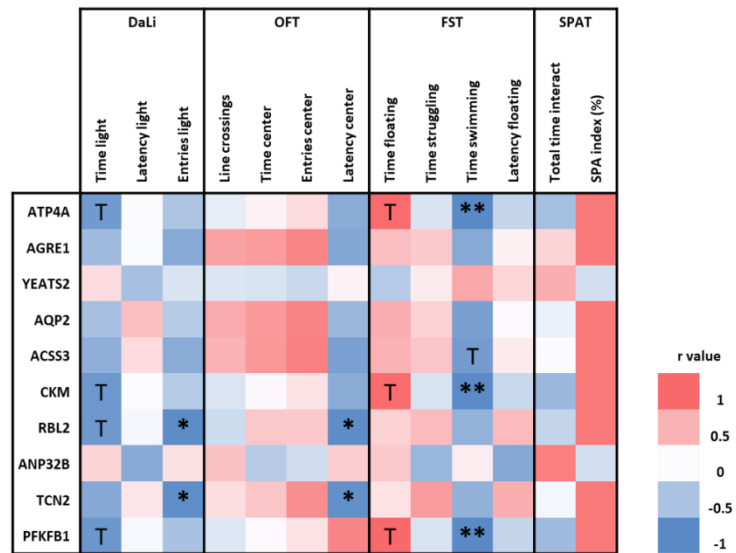 DaLi OFT FST SPAT
Time light Latency light Entries light Line crossings Time center Entries center Latency center Time floating Time struggling Time swimming Latency floating Total time interact SPA index (%)
ATP4A T T **
AGRE1
YEATS2
AQP2
ACSS3 T
CKM T T **
RBL2 T * *
ANP32B
TCN2 * *
PFKFB1 T T **
r value
1
0.5
0
-0.5
-1